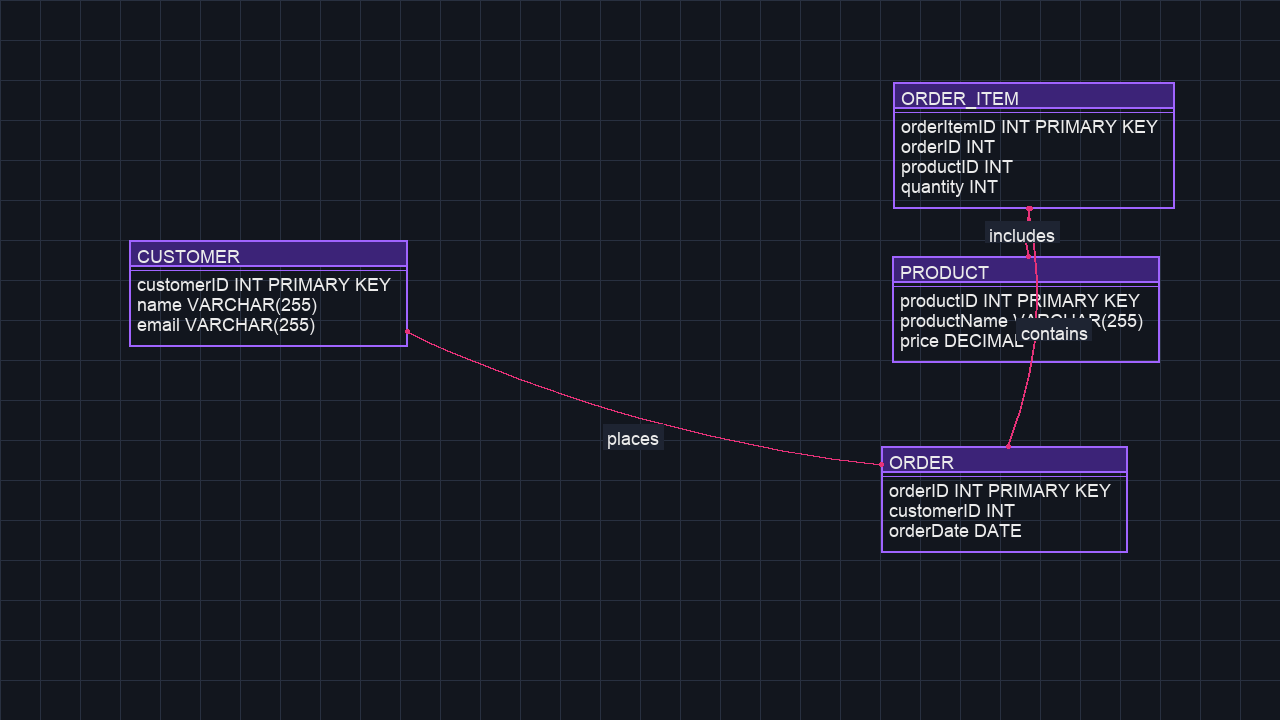 ORDER_ITEM
orderItemID INT PRIMARY KEY
orderID INT
productID INT
quantity INT
includes
CUSTOMER
customerID INT PRIMARY KEY
name VARCHAR(255)
email VARCHAR(255)
PRODUCT
productID INT PRIMARY KEY
productName VARCHAR(255)
price DECIMAL
contains
places
ORDER
orderID INT PRIMARY KEY
customerID INT
orderDate DATE